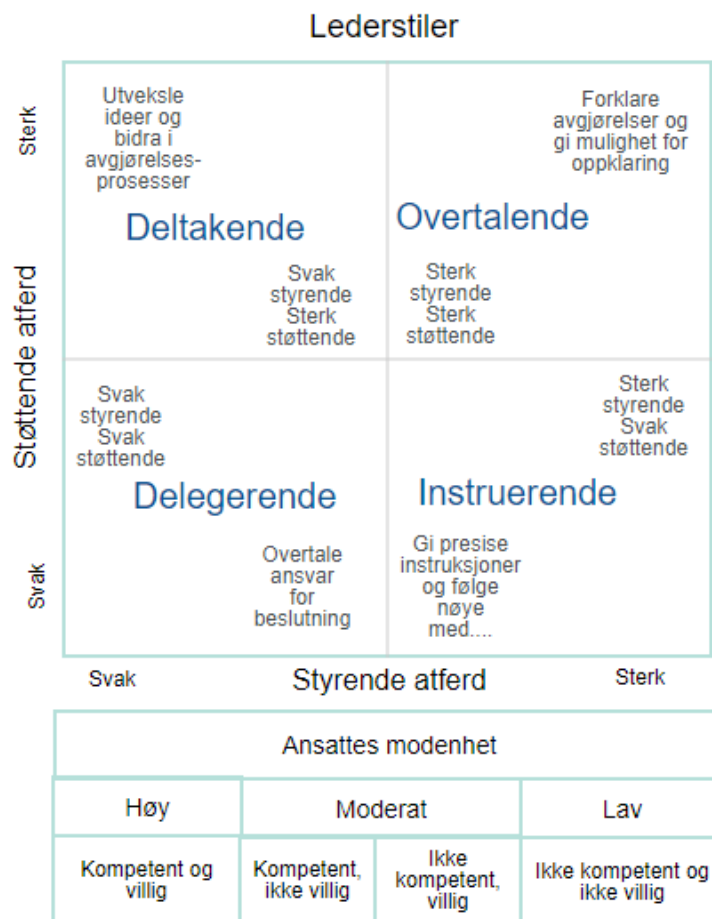 Lederstiler
Sterk
Støttende atferd
Svak
Utveksle
ideer og
bidra i
avgjørelses-
prosesser
Deltakende
Svak
styrende
Sterk
støttende
Forklare
avgjørelser og
gi mulighet for
oppklaring
Overtalende
Sterk
styrende
Sterk
støttende
Svak
styrende
Svak
støttende
Delegerende
Overtale
ansvar
for
beslutning
Sterk
styrende
Svak
støttende
Instruerende
Gi presise
instruksjoner
og følge
nøye
med....
Svak
Styrende atferd
Sterk
Ansattes modenhet
Høy
Moderat
Lav
Kompetent og
villig
Kompetent,
ikke villig
Ikke
kompetent,
villig
Ikke kompetent og
ikke villig